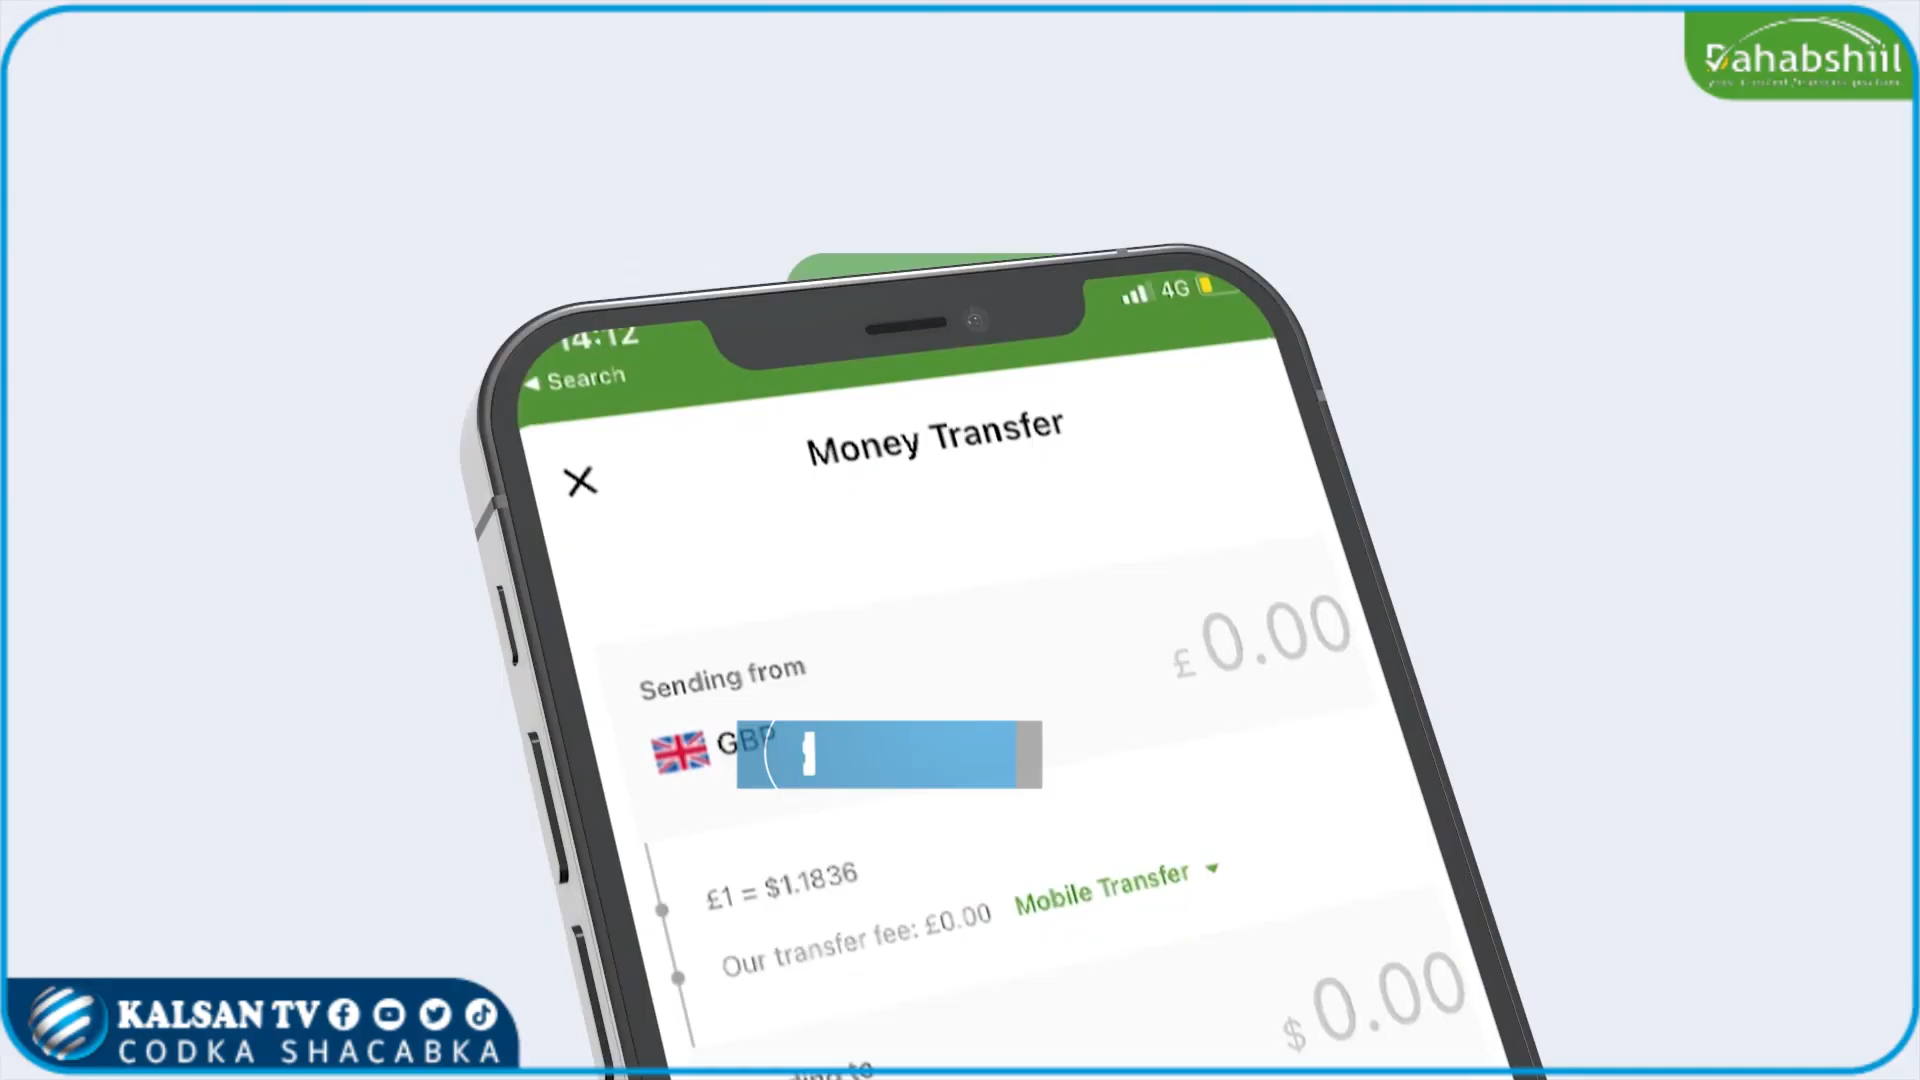 Dahabshiil
14:12
4G
Search
Money Transfer
£ 0.00
Sending from
GBP
£1 = $1.1836
Our transfer fee: £0.00
Mobile Transfer
$ 0.00
KALSAN TV
CODKA SHACABKA